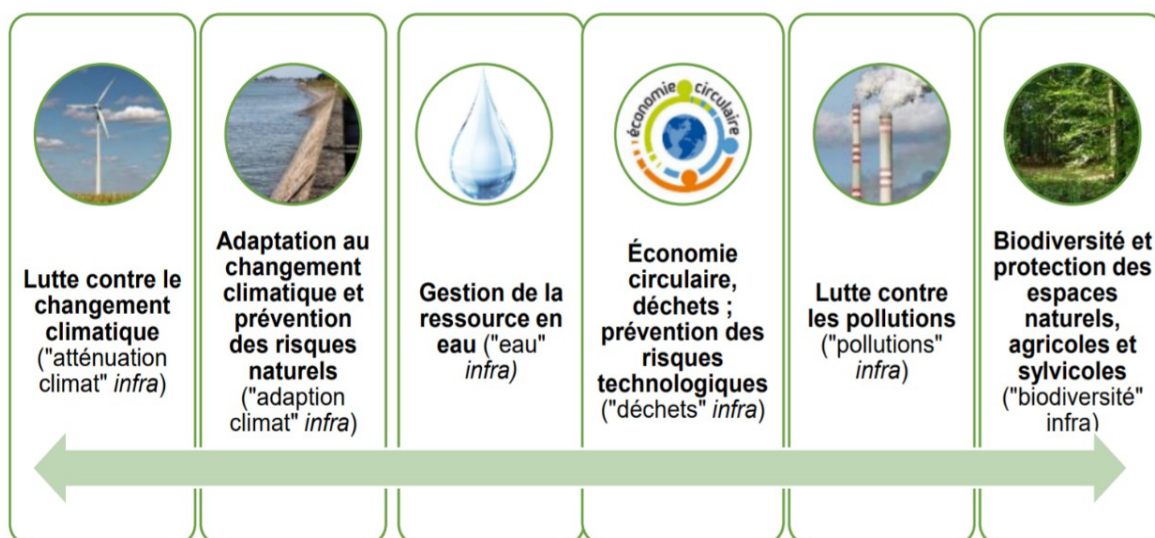 Lutte contre le
changement
climatique
("atténuation
climat" infra)
Adaptation au
changement
climatique et
prévention
des risques
naturels
("adaption
climat" infra)
Gestion de la
ressource en
eau ("eau"
infra)
économie circulaire
Économie
circulaire,
déchets ;
prévention des
risques
technologiques
("déchets" infra)
Lutte contre
les pollutions
("pollutions"
infra)
Biodiversité et
protection des
espaces
naturels,
agricoles et
sylvicoles
("biodiversité"
infra)